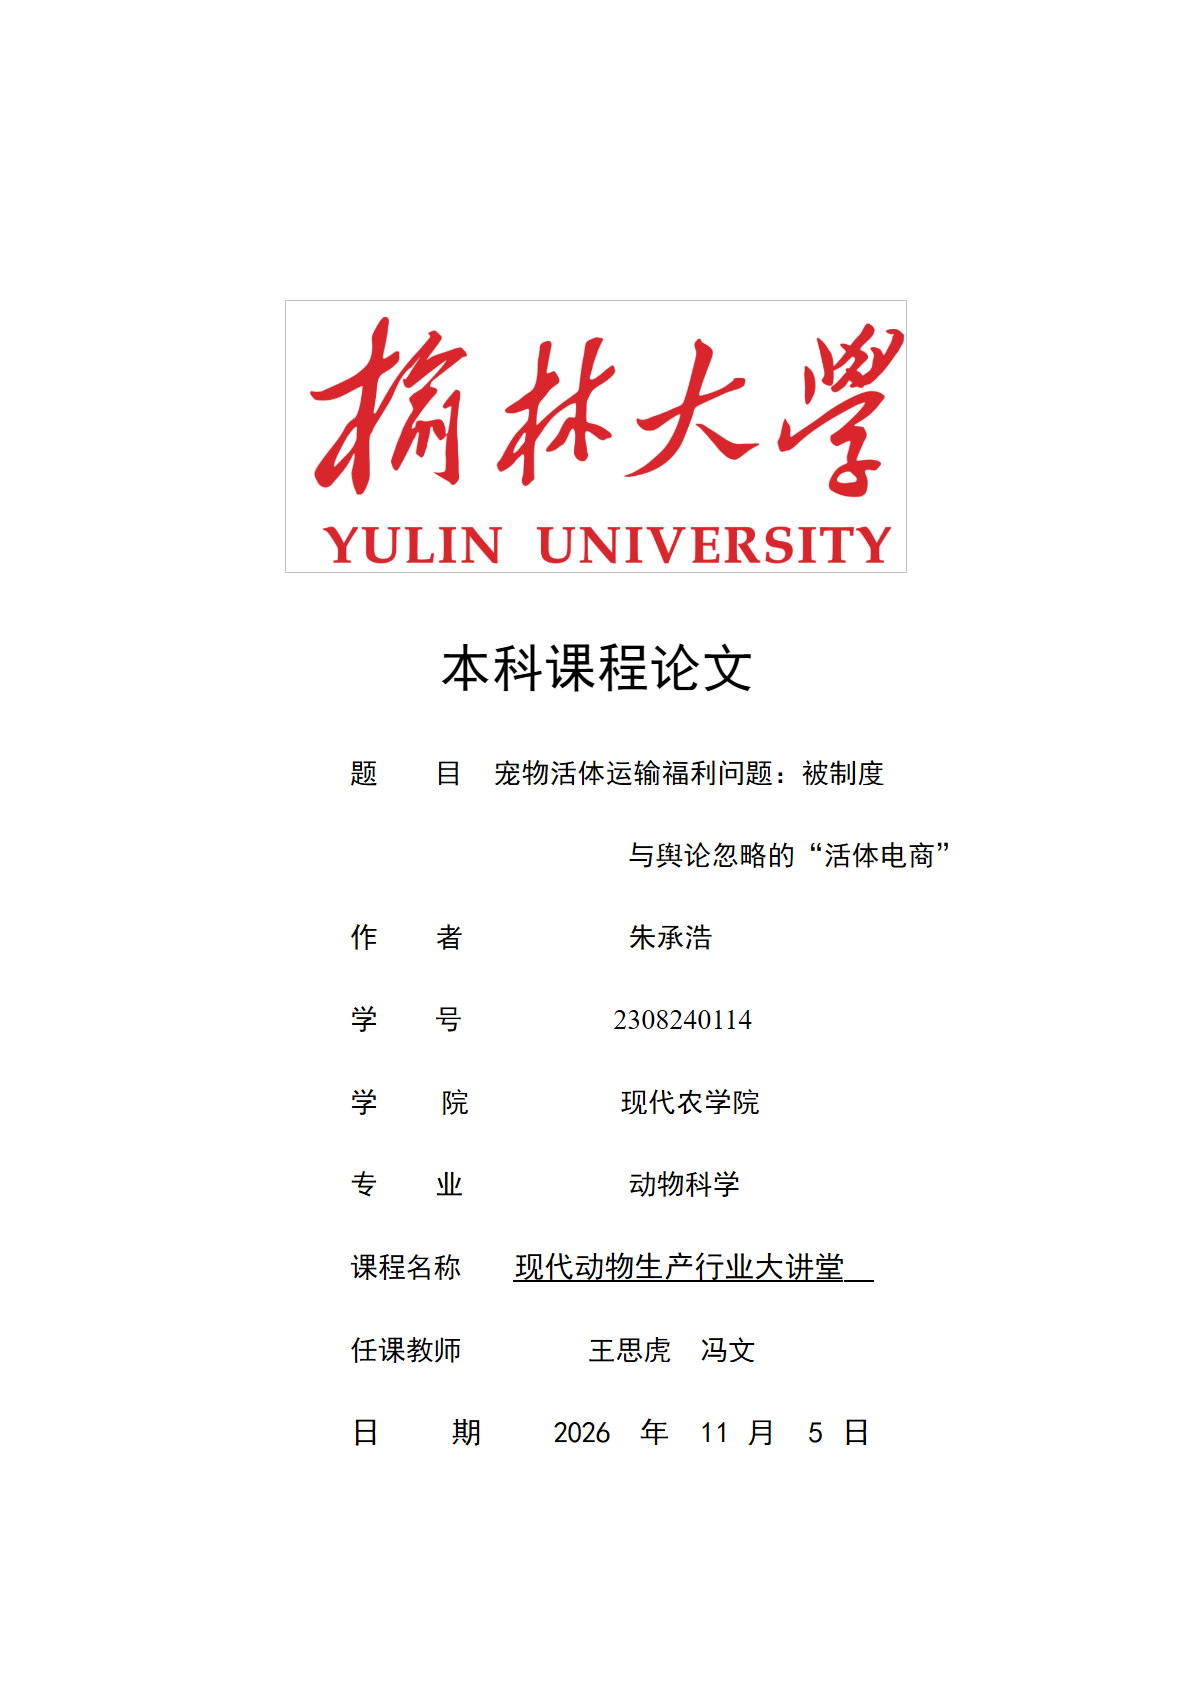 榆林大学
YULIN UNIVERSITY
本科课程论文
题 目 宠物活体运输福利问题：被制度
与舆论忽略的“活体电商”
作 者 朱承浩
学 号 2308240114
学 院 现代农学院
专 业 动物科学
课程名称 现代动物生产行业大讲堂
任课教师 王思虎 冯文
日 期 2026 年 11 月 5 日